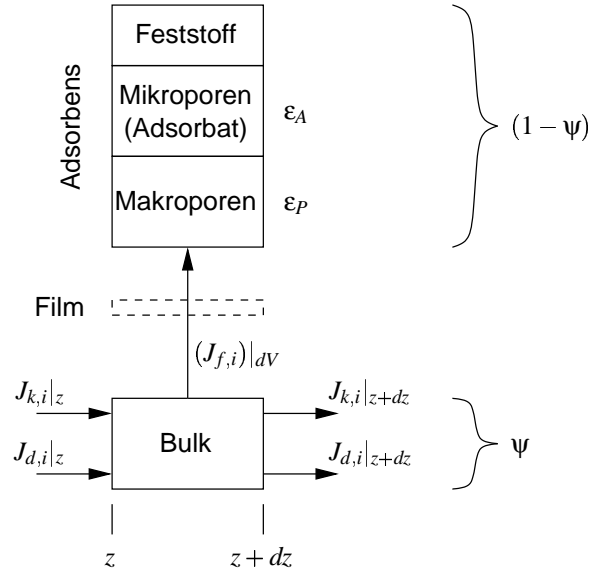 Feststoff
Adsorbens
Mikroporen
(Adsorbat)
ε_A
(1 − ψ)
Makroporen
ε_P
Film
(J_{f,i})|_{dV}
J_{k,i}|_z
J_{k,i}|_{z+dz}
Bulk
ψ
J_{d,i}|_z
J_{d,i}|_{z+dz}
z
z + dz